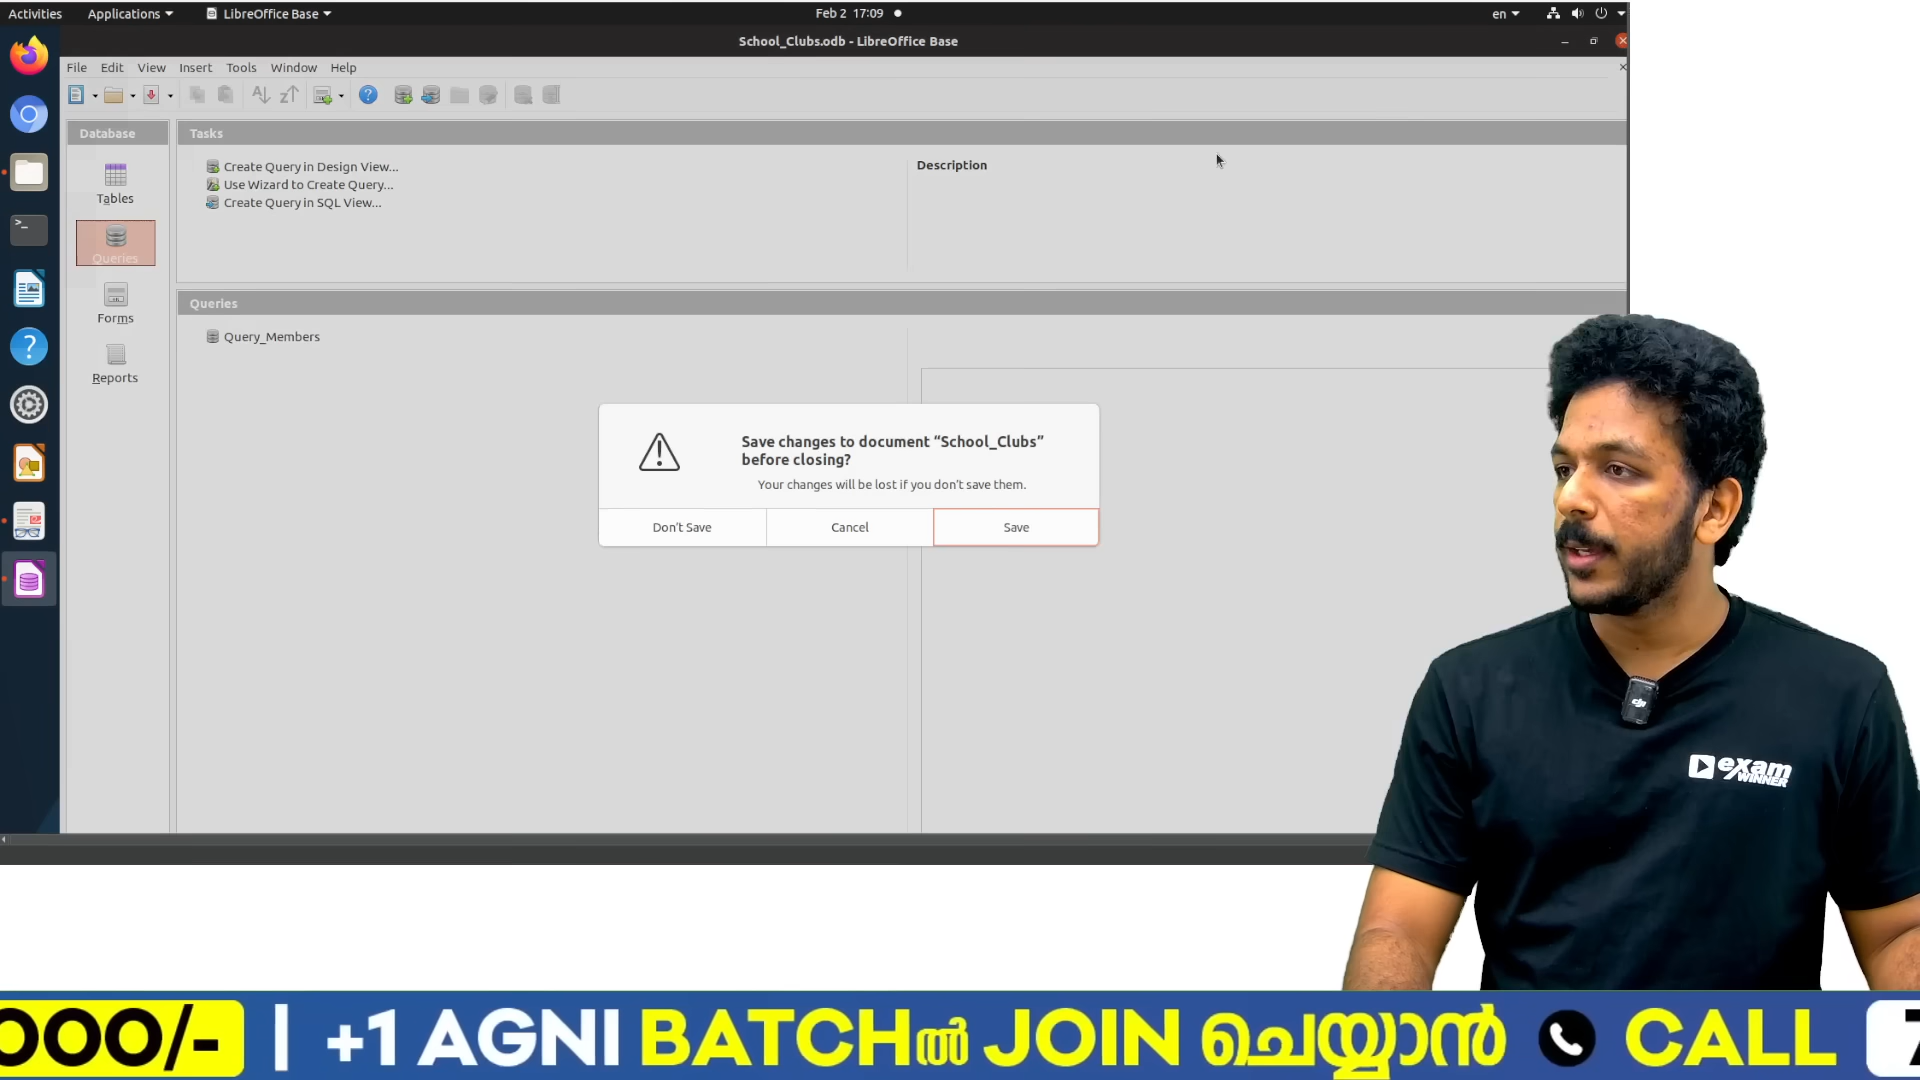 Activities Applications LibreOffice Base Feb 2 17:09 en
School_Clubs.odb - LibreOffice Base
File Edit View Insert Tools Window Help
Database
Tables
Queries
Forms
Reports
Tasks
Create Query in Design View...
Use Wizard to Create Query...
Create Query in SQL View...
Description
Queries
Query_Members
Save changes to document “School_Clubs”
before closing?
Your changes will be lost if you don’t save them.
Don’t Save Cancel Save
exam
WINNER
000/- | +1 AGNI BATCHൽ JOIN ചെയ്യാൻ CALL